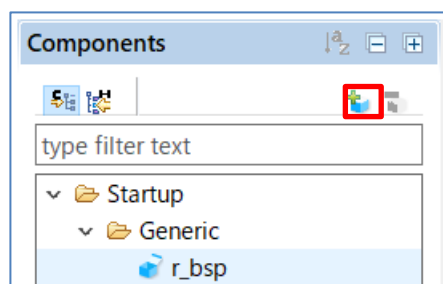 Components
type filter text
Startup
Generic
r_bsp